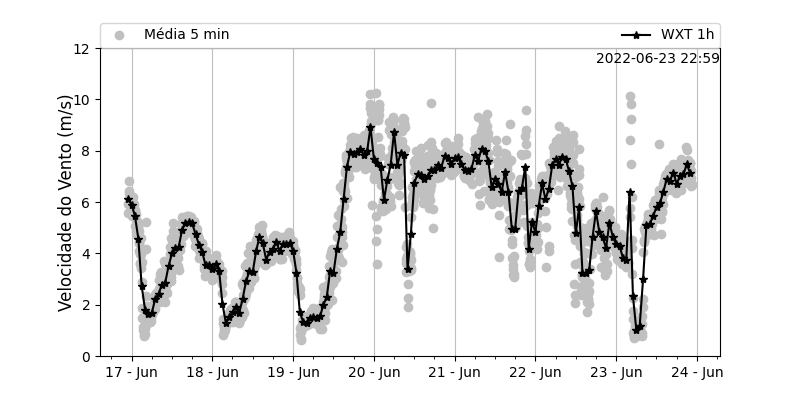 Média 5 min
WXT 1h
2022-06-23 22:59
Velocidade do Vento (m/s)
12
10
8
6
4
2
0
17 - Jun
18 - Jun
19 - Jun
20 - Jun
21 - Jun
22 - Jun
23 - Jun
24 - Jun